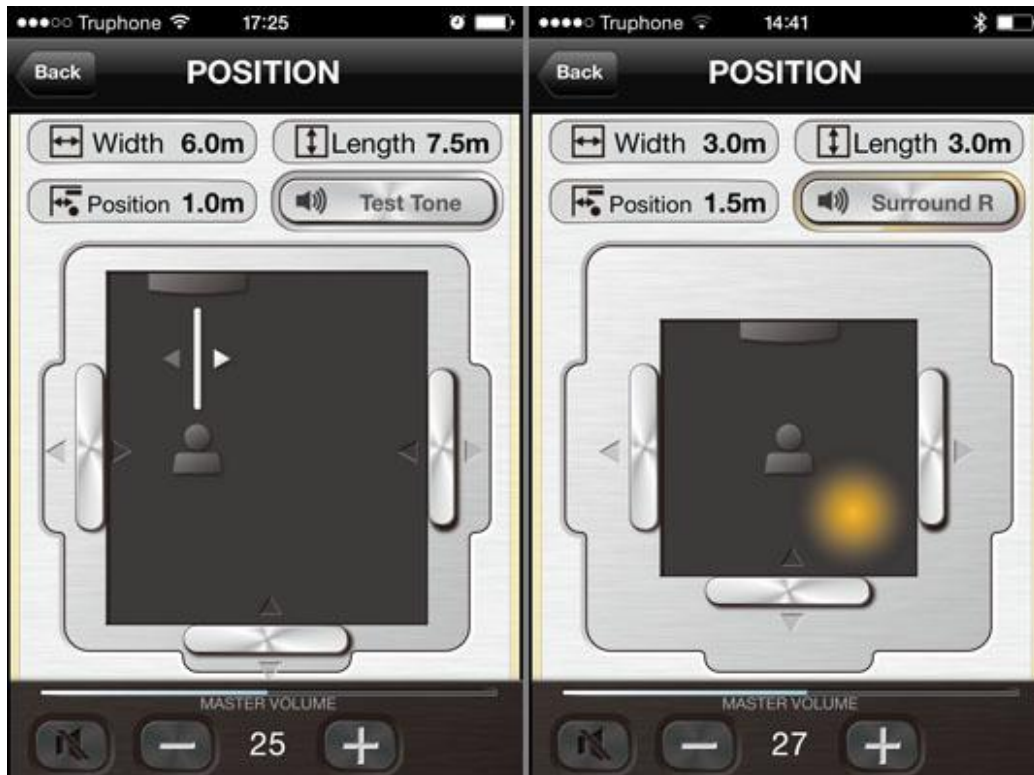 Truphone 17:25
Back POSITION
Width 6.0m Length 7.5m
Position 1.0m Test Tone
MASTER VOLUME
25
Truphone 14:41
Back POSITION
Width 3.0m Length 3.0m
Position 1.5m Surround R
MASTER VOLUME
27